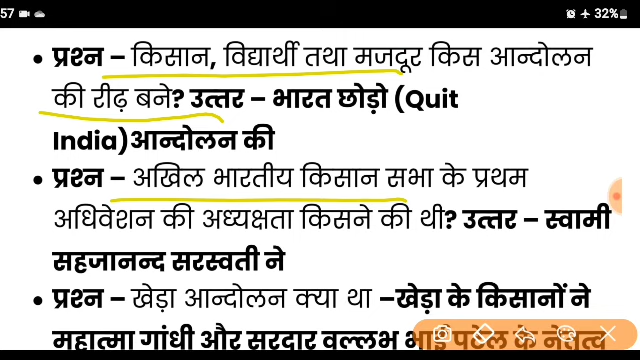 57 32%
• प्रश्न – किसान, विद्यार्थी तथा मजदूर किस आन्दोलन
की रीढ़ बने? उत्तर – भारत छोड़ो (Quit
India)आन्दोलन की
• प्रश्न – अखिल भारतीय किसान सभा के प्रथम
अधिवेशन की अध्यक्षता किसने की थी? उत्तर – स्वामी
सहजानन्द सरस्वती ने
• प्रश्न – खेड़ा आन्दोलन क्या था –खेड़ा के किसानों ने
महात्मा गांधी और सरदार वल्लभ भाई पटेल के नेतृत्व